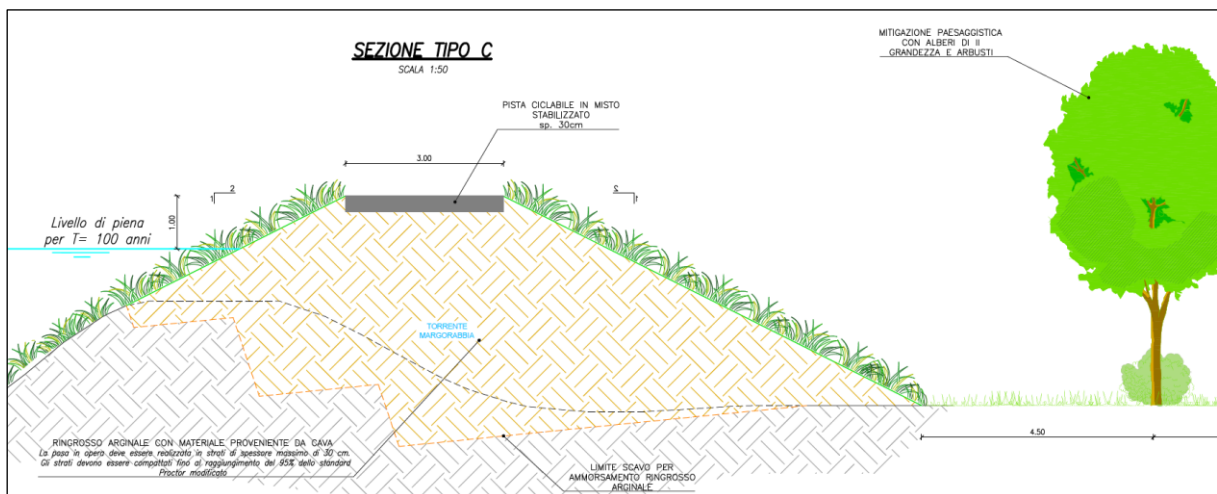 SEZIONE TIPO C
SCALA 1:50
MITIGAZIONE PAESAGGISTICA
CON ALBERI DI II
GRANDEZZA E ARBUSTI
PISTA CICLABILE IN MISTO
STABILIZZATO
sp. 30cm
3.00
2
1
2
1
1.00
Livello di piena
per T= 100 anni
TORRENTE
MARGORABBIA
RINGROSSO ARGINALE CON MATERIALE PROVENIENTE DA CAVA
La posa in opera deve essere realizzata in strati di spessore massimo di 30 cm.
Gli strati devono essere compattati fino al raggiungimento del 95% dello standard
Proctor modificato
LIMITE SCAVO PER
AMMORSAMENTO RINGROSSO
ARGINALE
4.50